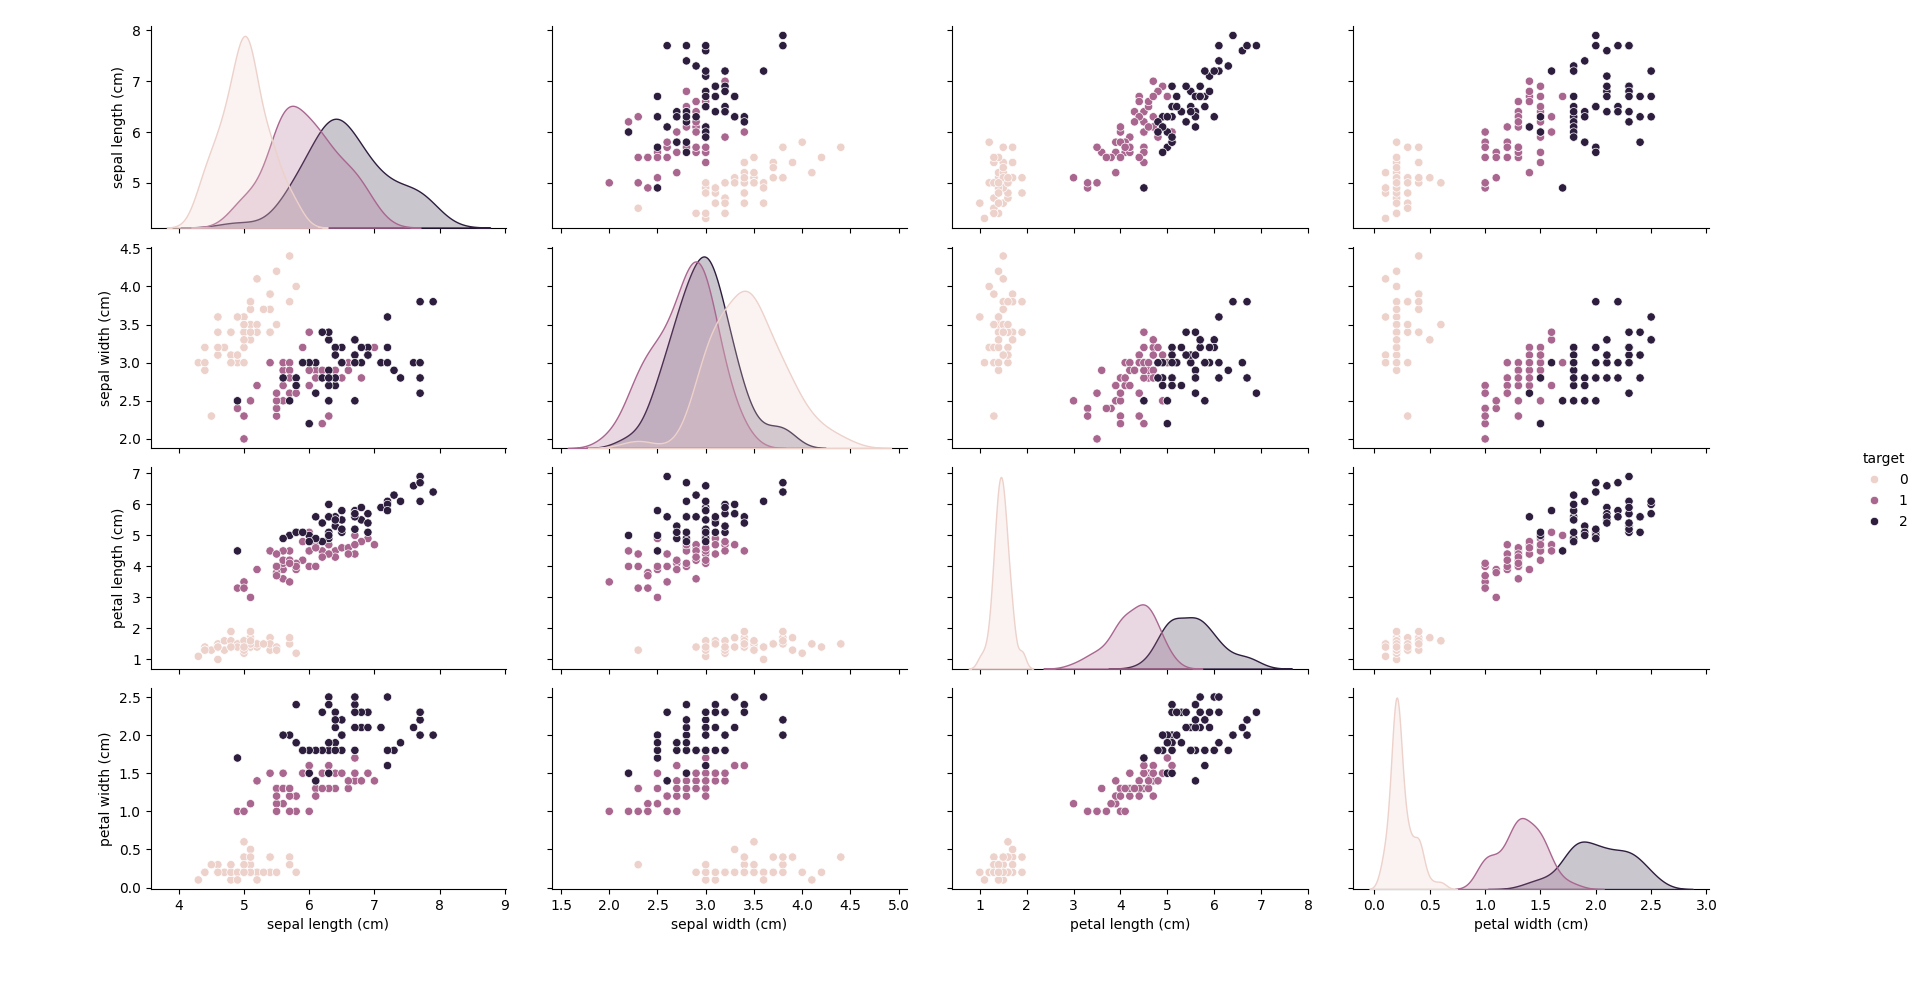 8
7
6
5
sepal length (cm)
4.5
4.0
3.5
3.0
2.5
2.0
sepal width (cm)
7
6
5
4
3
2
1
petal length (cm)
target
0
1
2
2.5
2.0
1.5
1.0
0.5
0.0
petal width (cm)
4 5 6 7 8 9
sepal length (cm)
1.5 2.0 2.5 3.0 3.5 4.0 4.5 5.0
sepal width (cm)
1 2 3 4 5 6 7 8
petal length (cm)
0.0 0.5 1.0 1.5 2.0 2.5 3.0
petal width (cm)